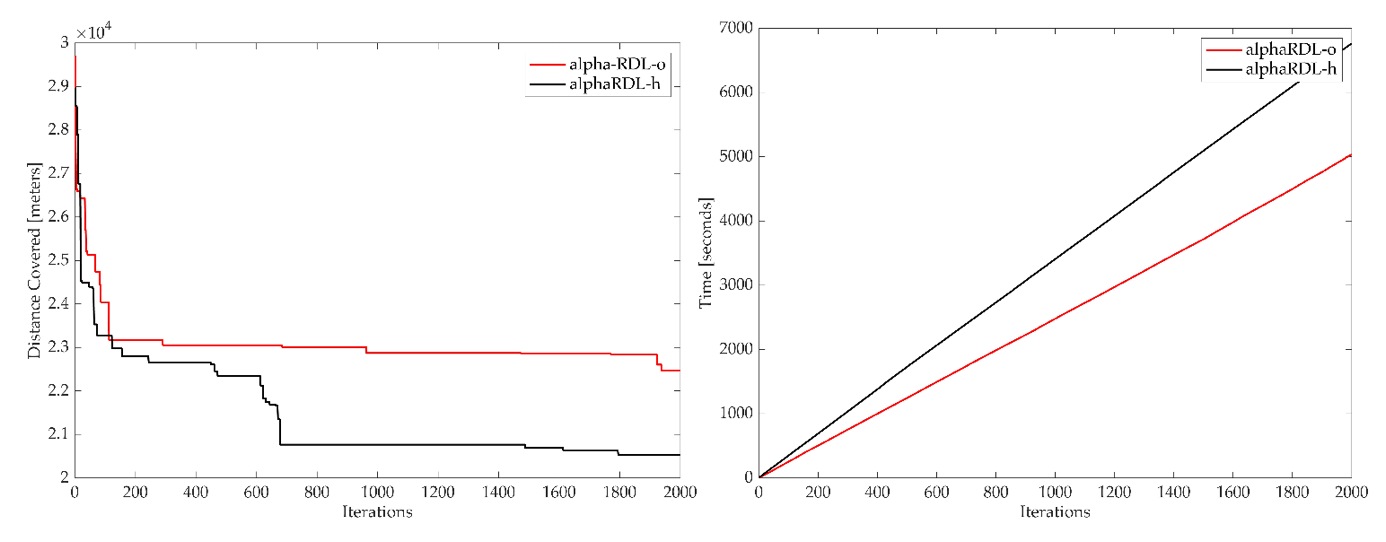 ×10⁴
3
2.9
2.8
2.7
2.6
2.5
2.4
2.3
2.2
2.1
2
Distance Covered [meters]
alpha-RDL-o
alphaRDL-h
0 200 400 600 800 1000 1200 1400 1600 1800 2000
Iterations
7000
6000
5000
4000
3000
2000
1000
0
Time [seconds]
alphaRDL-o
alphaRDL-h
0 200 400 600 800 1000 1200 1400 1600 1800 2000
Iterations